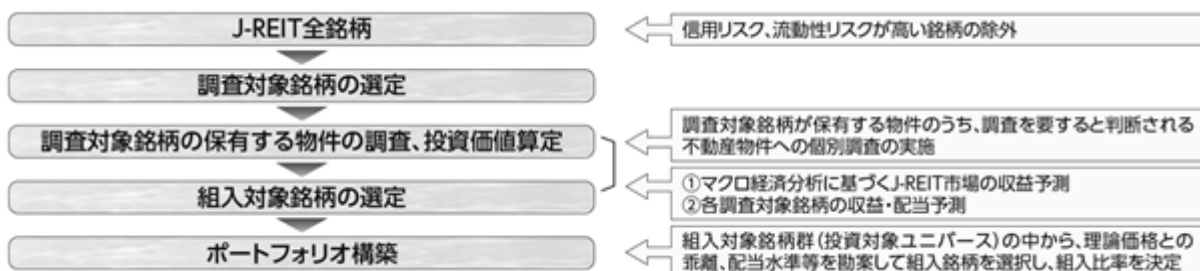 J-REIT全銘柄
信用リスク、流動性リスクが高い銘柄の除外
調査対象銘柄の選定
調査対象銘柄の保有する物件の調査、投資価値算定
調査対象銘柄が保有する物件のうち、調査を要すると判断される
不動産物件への個別調査の実施
組入対象銘柄の選定
①マクロ経済分析に基づくJ-REIT市場の収益予測
②各調査対象銘柄の収益・配当予測
ポートフォリオ構築
組入対象銘柄群(投資対象ユニバース)の中から、理論価格との
乖離、配当水準等を勘案して組入銘柄を選択し、組入比率を決定